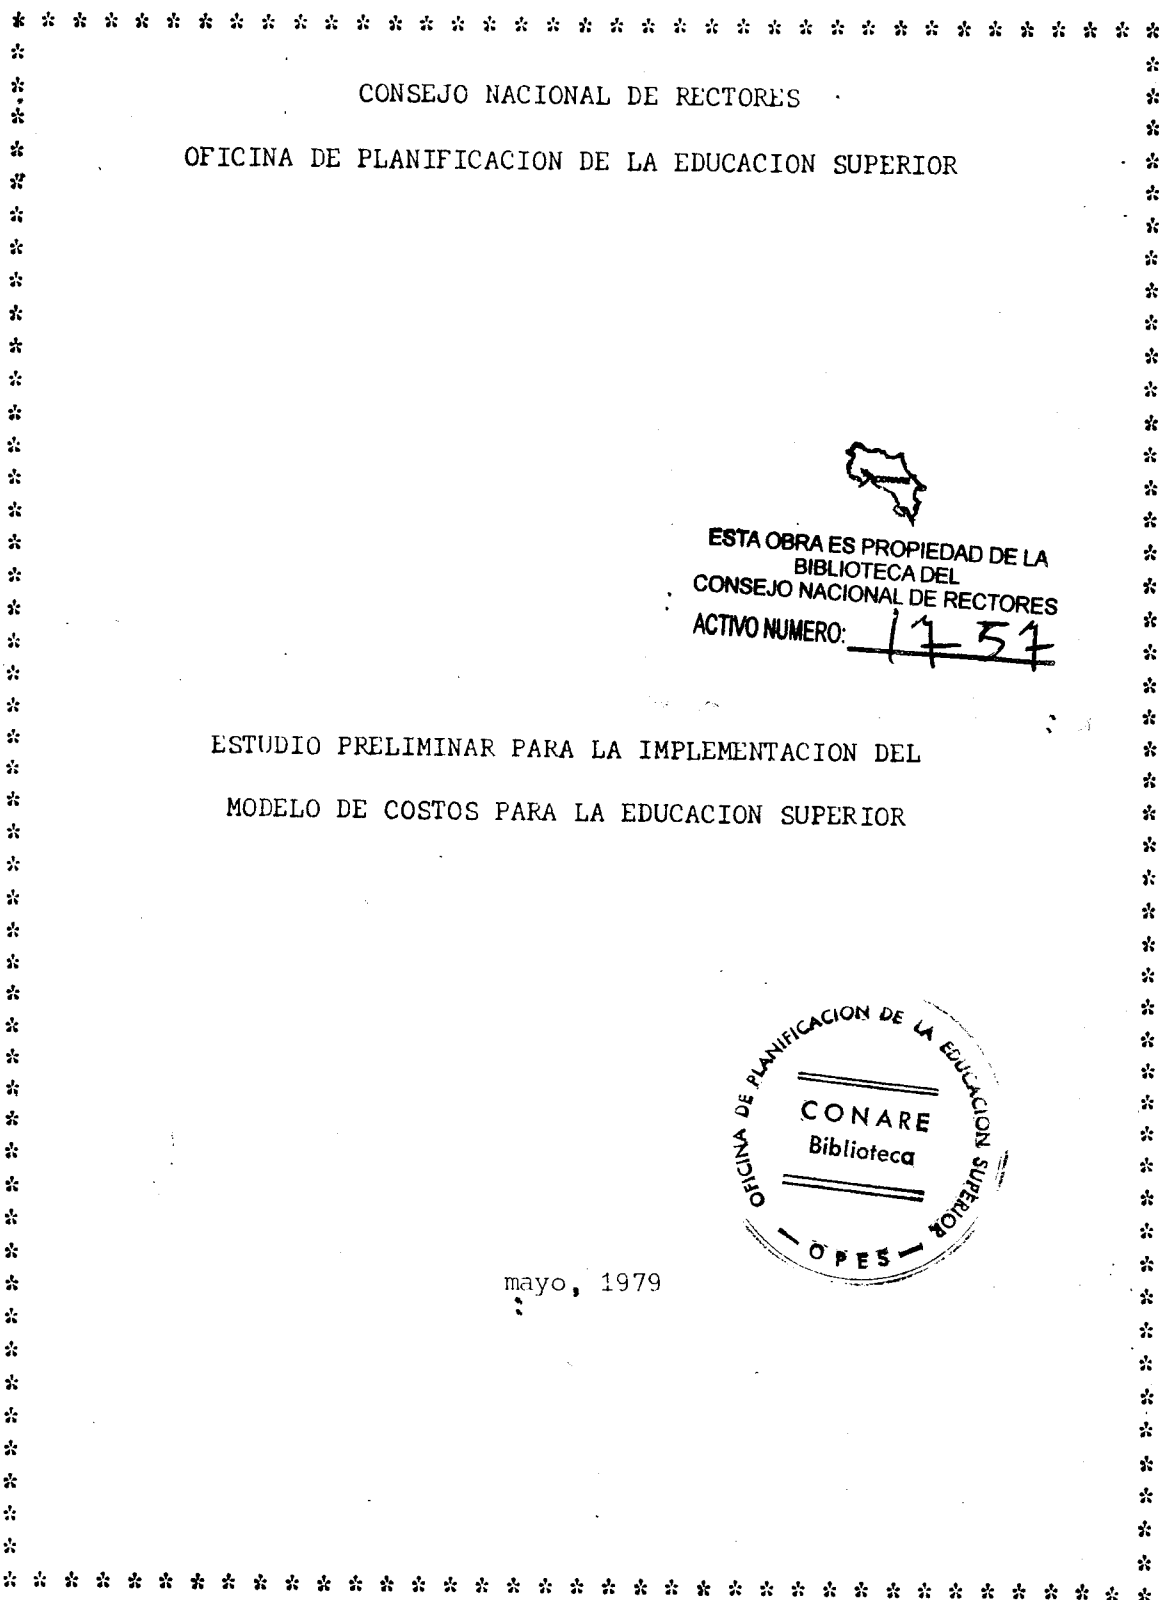 CONSEJO NACIONAL DE RECTORES
OFICINA DE PLANIFICACION DE LA EDUCACION SUPERIOR
ESTA OBRA ES PROPIEDAD DE LA
BIBLIOTECA DEL
CONSEJO NACIONAL DE RECTORES
ACTIVO NUMERO: 1757
ESTUDIO PRELIMINAR PARA LA IMPLEMENTACION DEL
MODELO DE COSTOS PARA LA EDUCACION SUPERIOR
OFICINA DE PLANIFICACION DE LA EDUCACION SUPERIOR
CONARE
Biblioteca
— OPES —
mayo, 1979